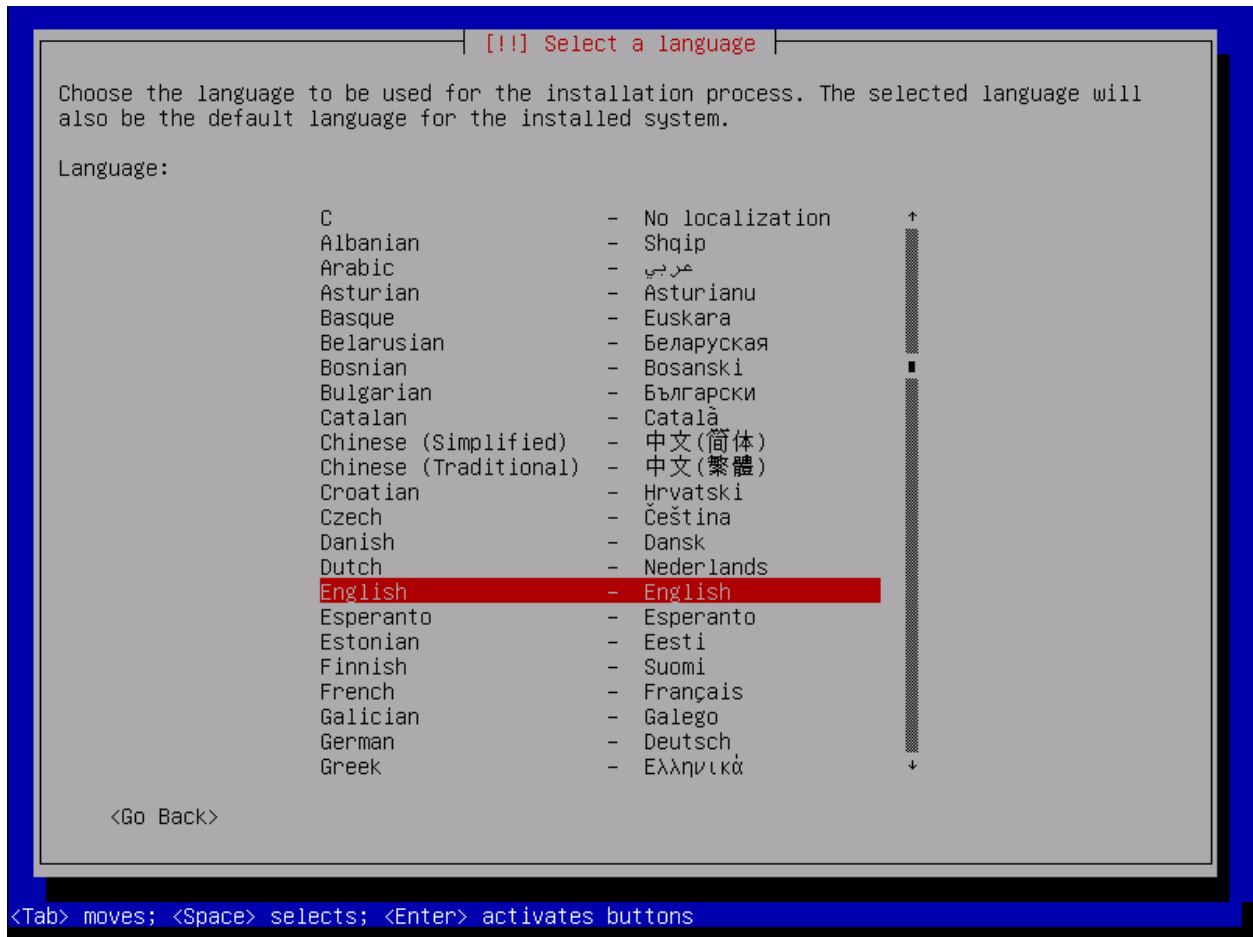 [!!] Select a language
Choose the language to be used for the installation process. The selected language will
also be the default language for the installed system.
Language:
C - No localization
Albanian - Shqip
Arabic - عربي
Asturian - Asturianu
Basque - Euskara
Belarusian - Беларуская
Bosnian - Bosanski
Bulgarian - Български
Catalan - Català
Chinese (Simplified) - 中文(简体)
Chinese (Traditional) - 中文(繁體)
Croatian - Hrvatski
Czech - Čeština
Danish - Dansk
Dutch - Nederlands
English - English
Esperanto - Esperanto
Estonian - Eesti
Finnish - Suomi
French - Français
Galician - Galego
German - Deutsch
Greek - Ελληνικά
<Go Back>
<Tab> moves; <Space> selects; <Enter> activates buttons